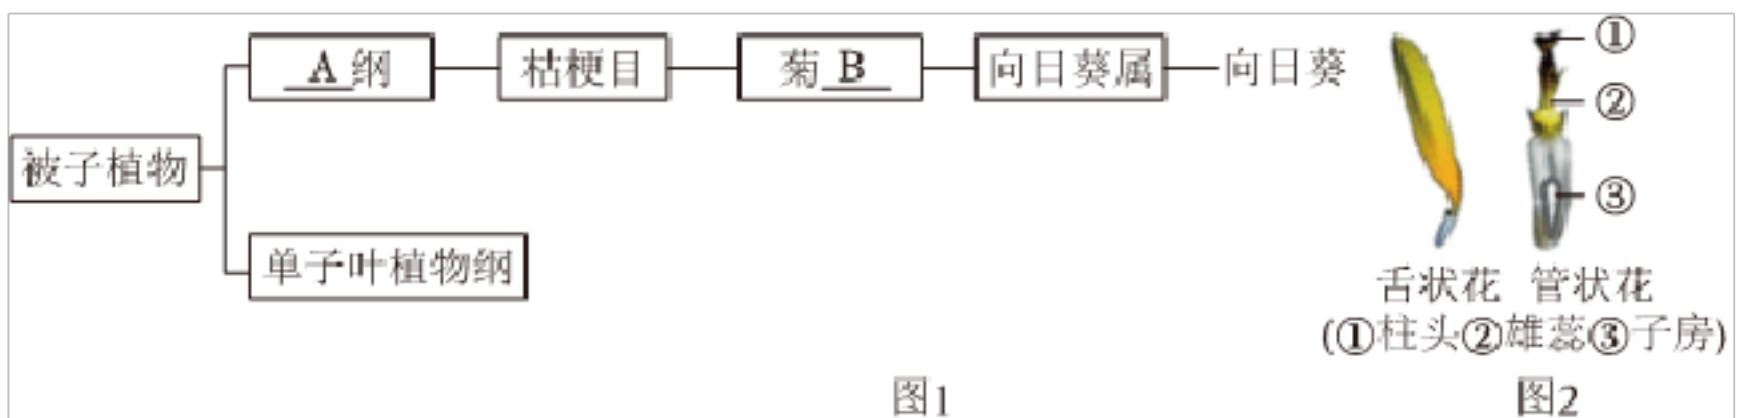 A纲
桔梗目
菊B
向日葵属
向日葵
被子植物
单子叶植物纲
①
②
③
舌状花 管状花
(①柱头②雄蕊③子房)
图1
图2